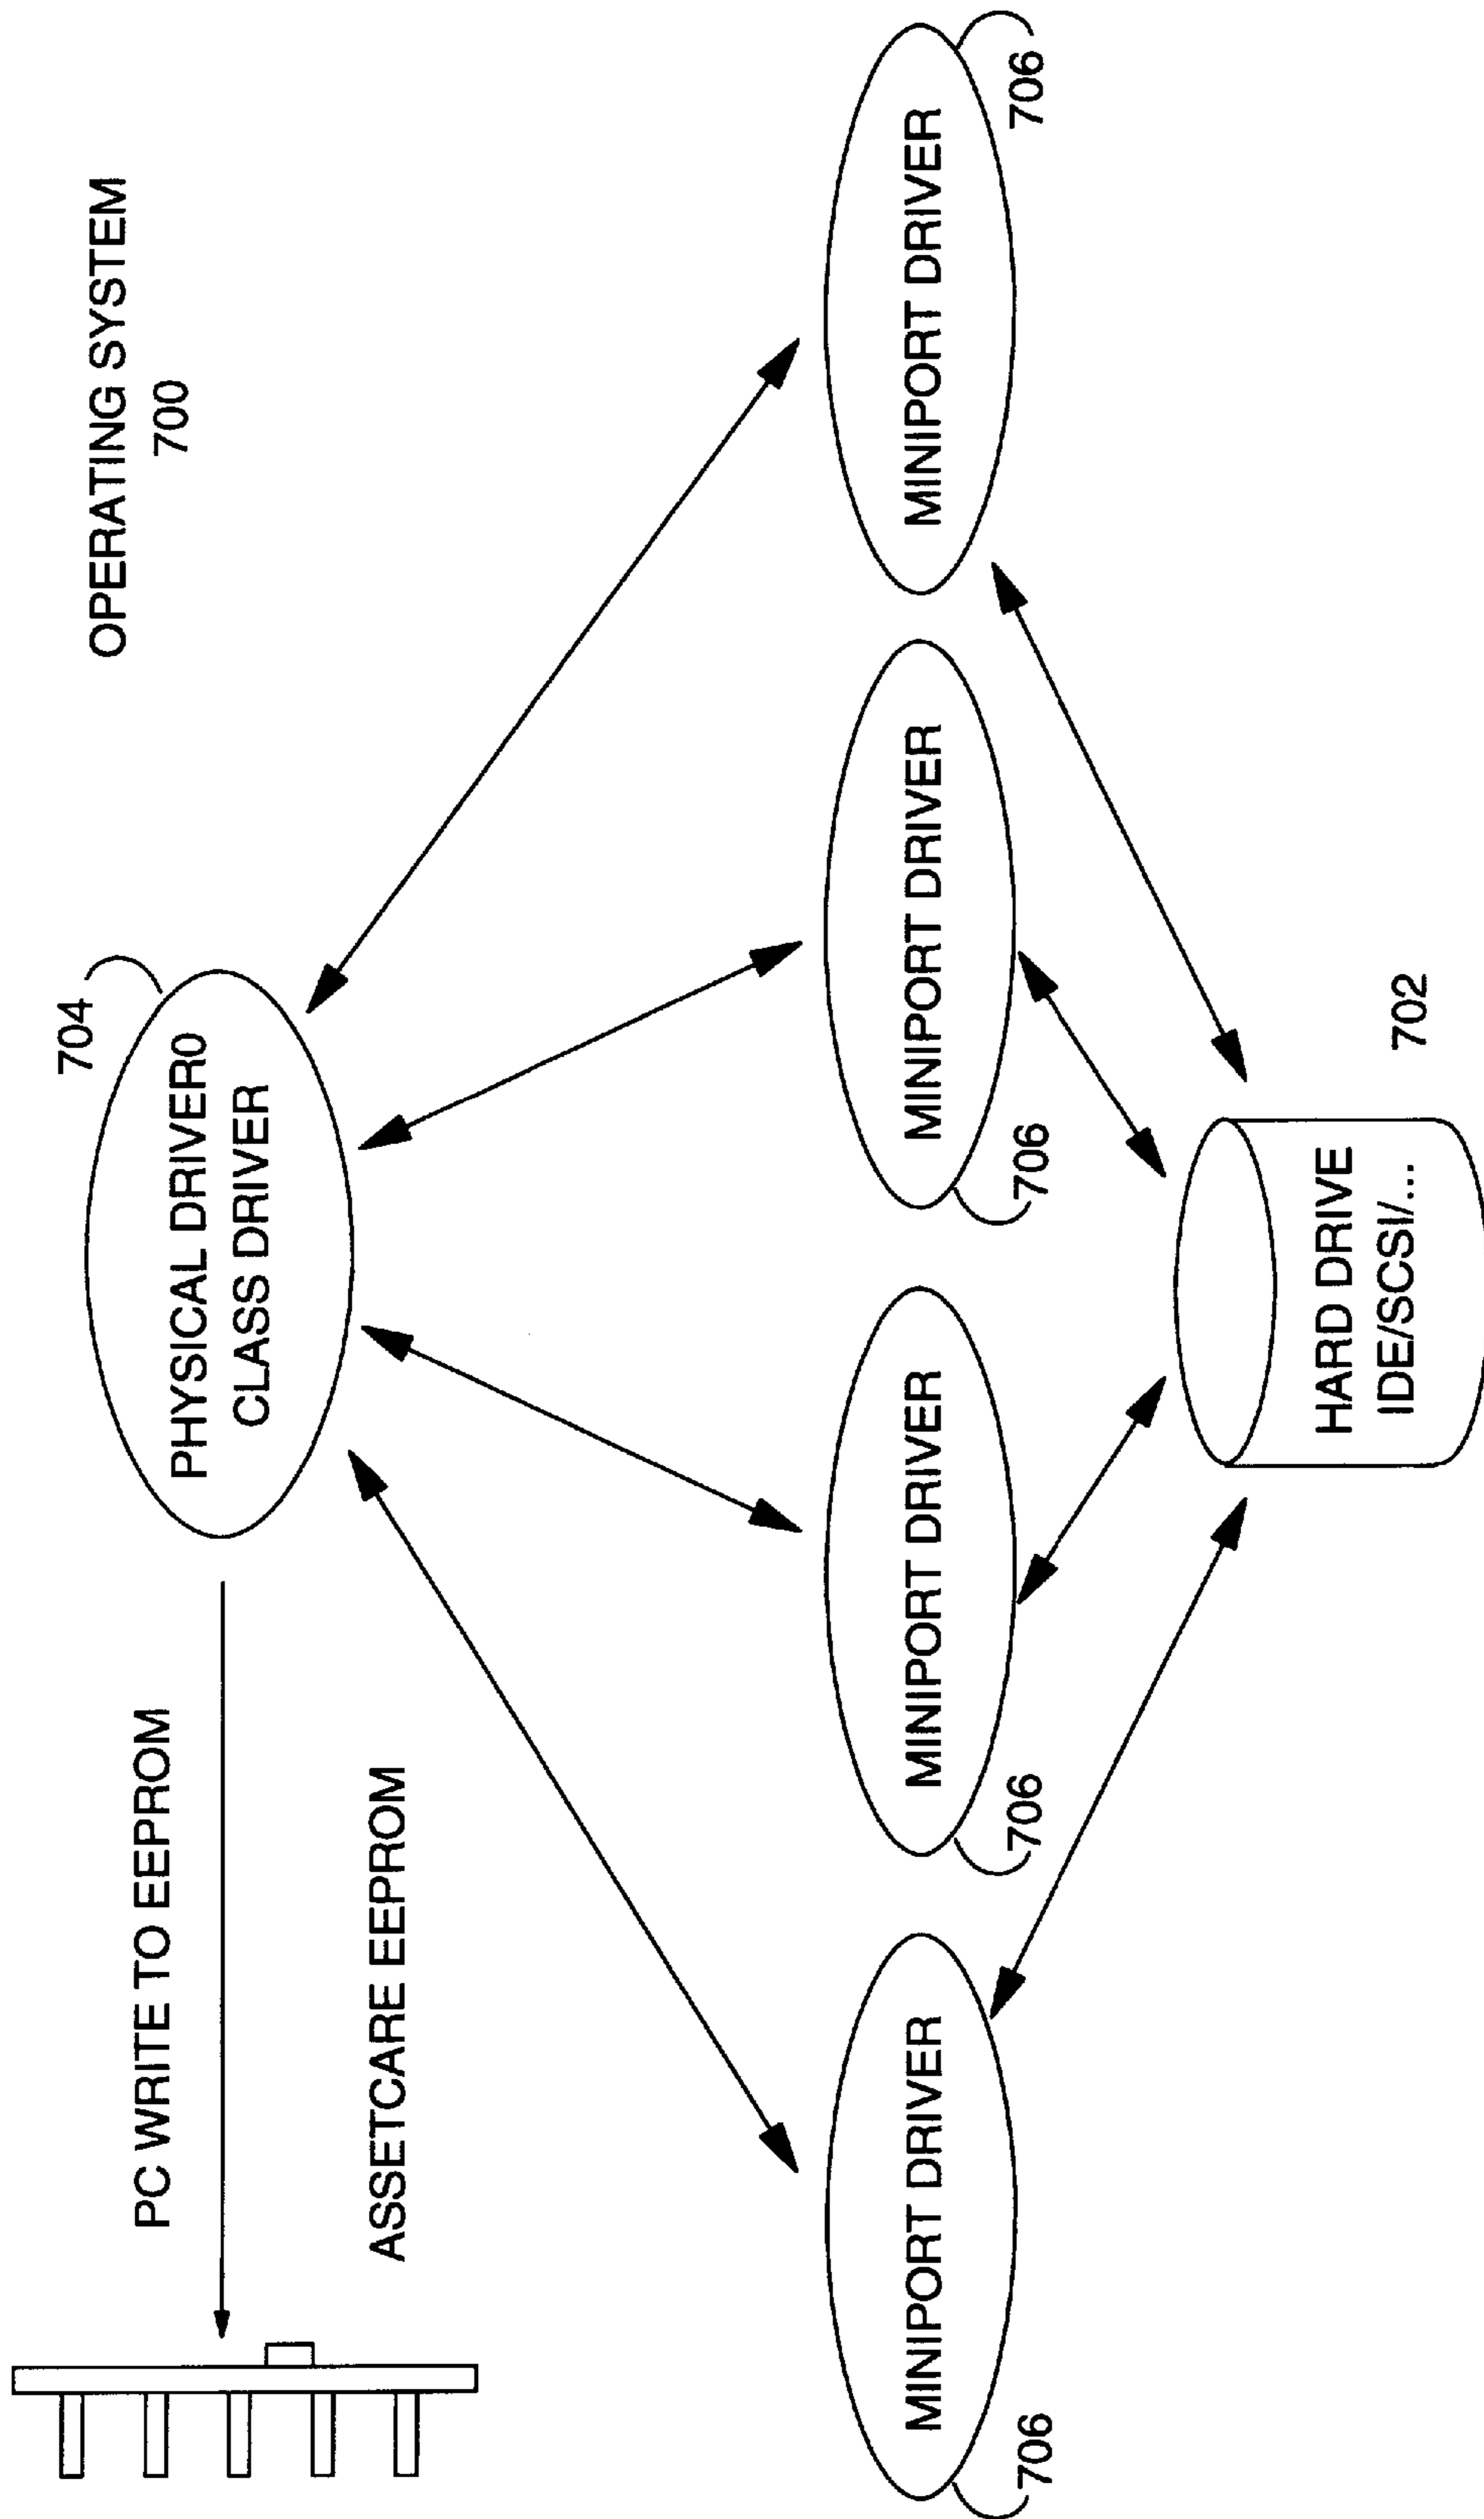 704
OPERATING SYSTEM
700
PC WRITE TO EEPROM
PHYSICAL DRIVER0
CLASS DRIVER
ASSETCARE EEPROM
MINIPORT DRIVER
MINIPORT DRIVER
MINIPORT DRIVER
MINIPORT DRIVER
706
706
706
706
HARD DRIVE
IDE/SCSI/...
702